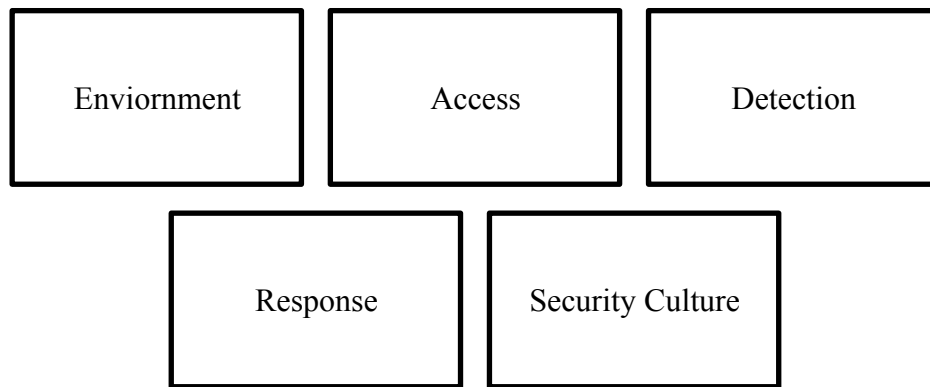 Enviornment
Access
Detection
Response
Security Culture